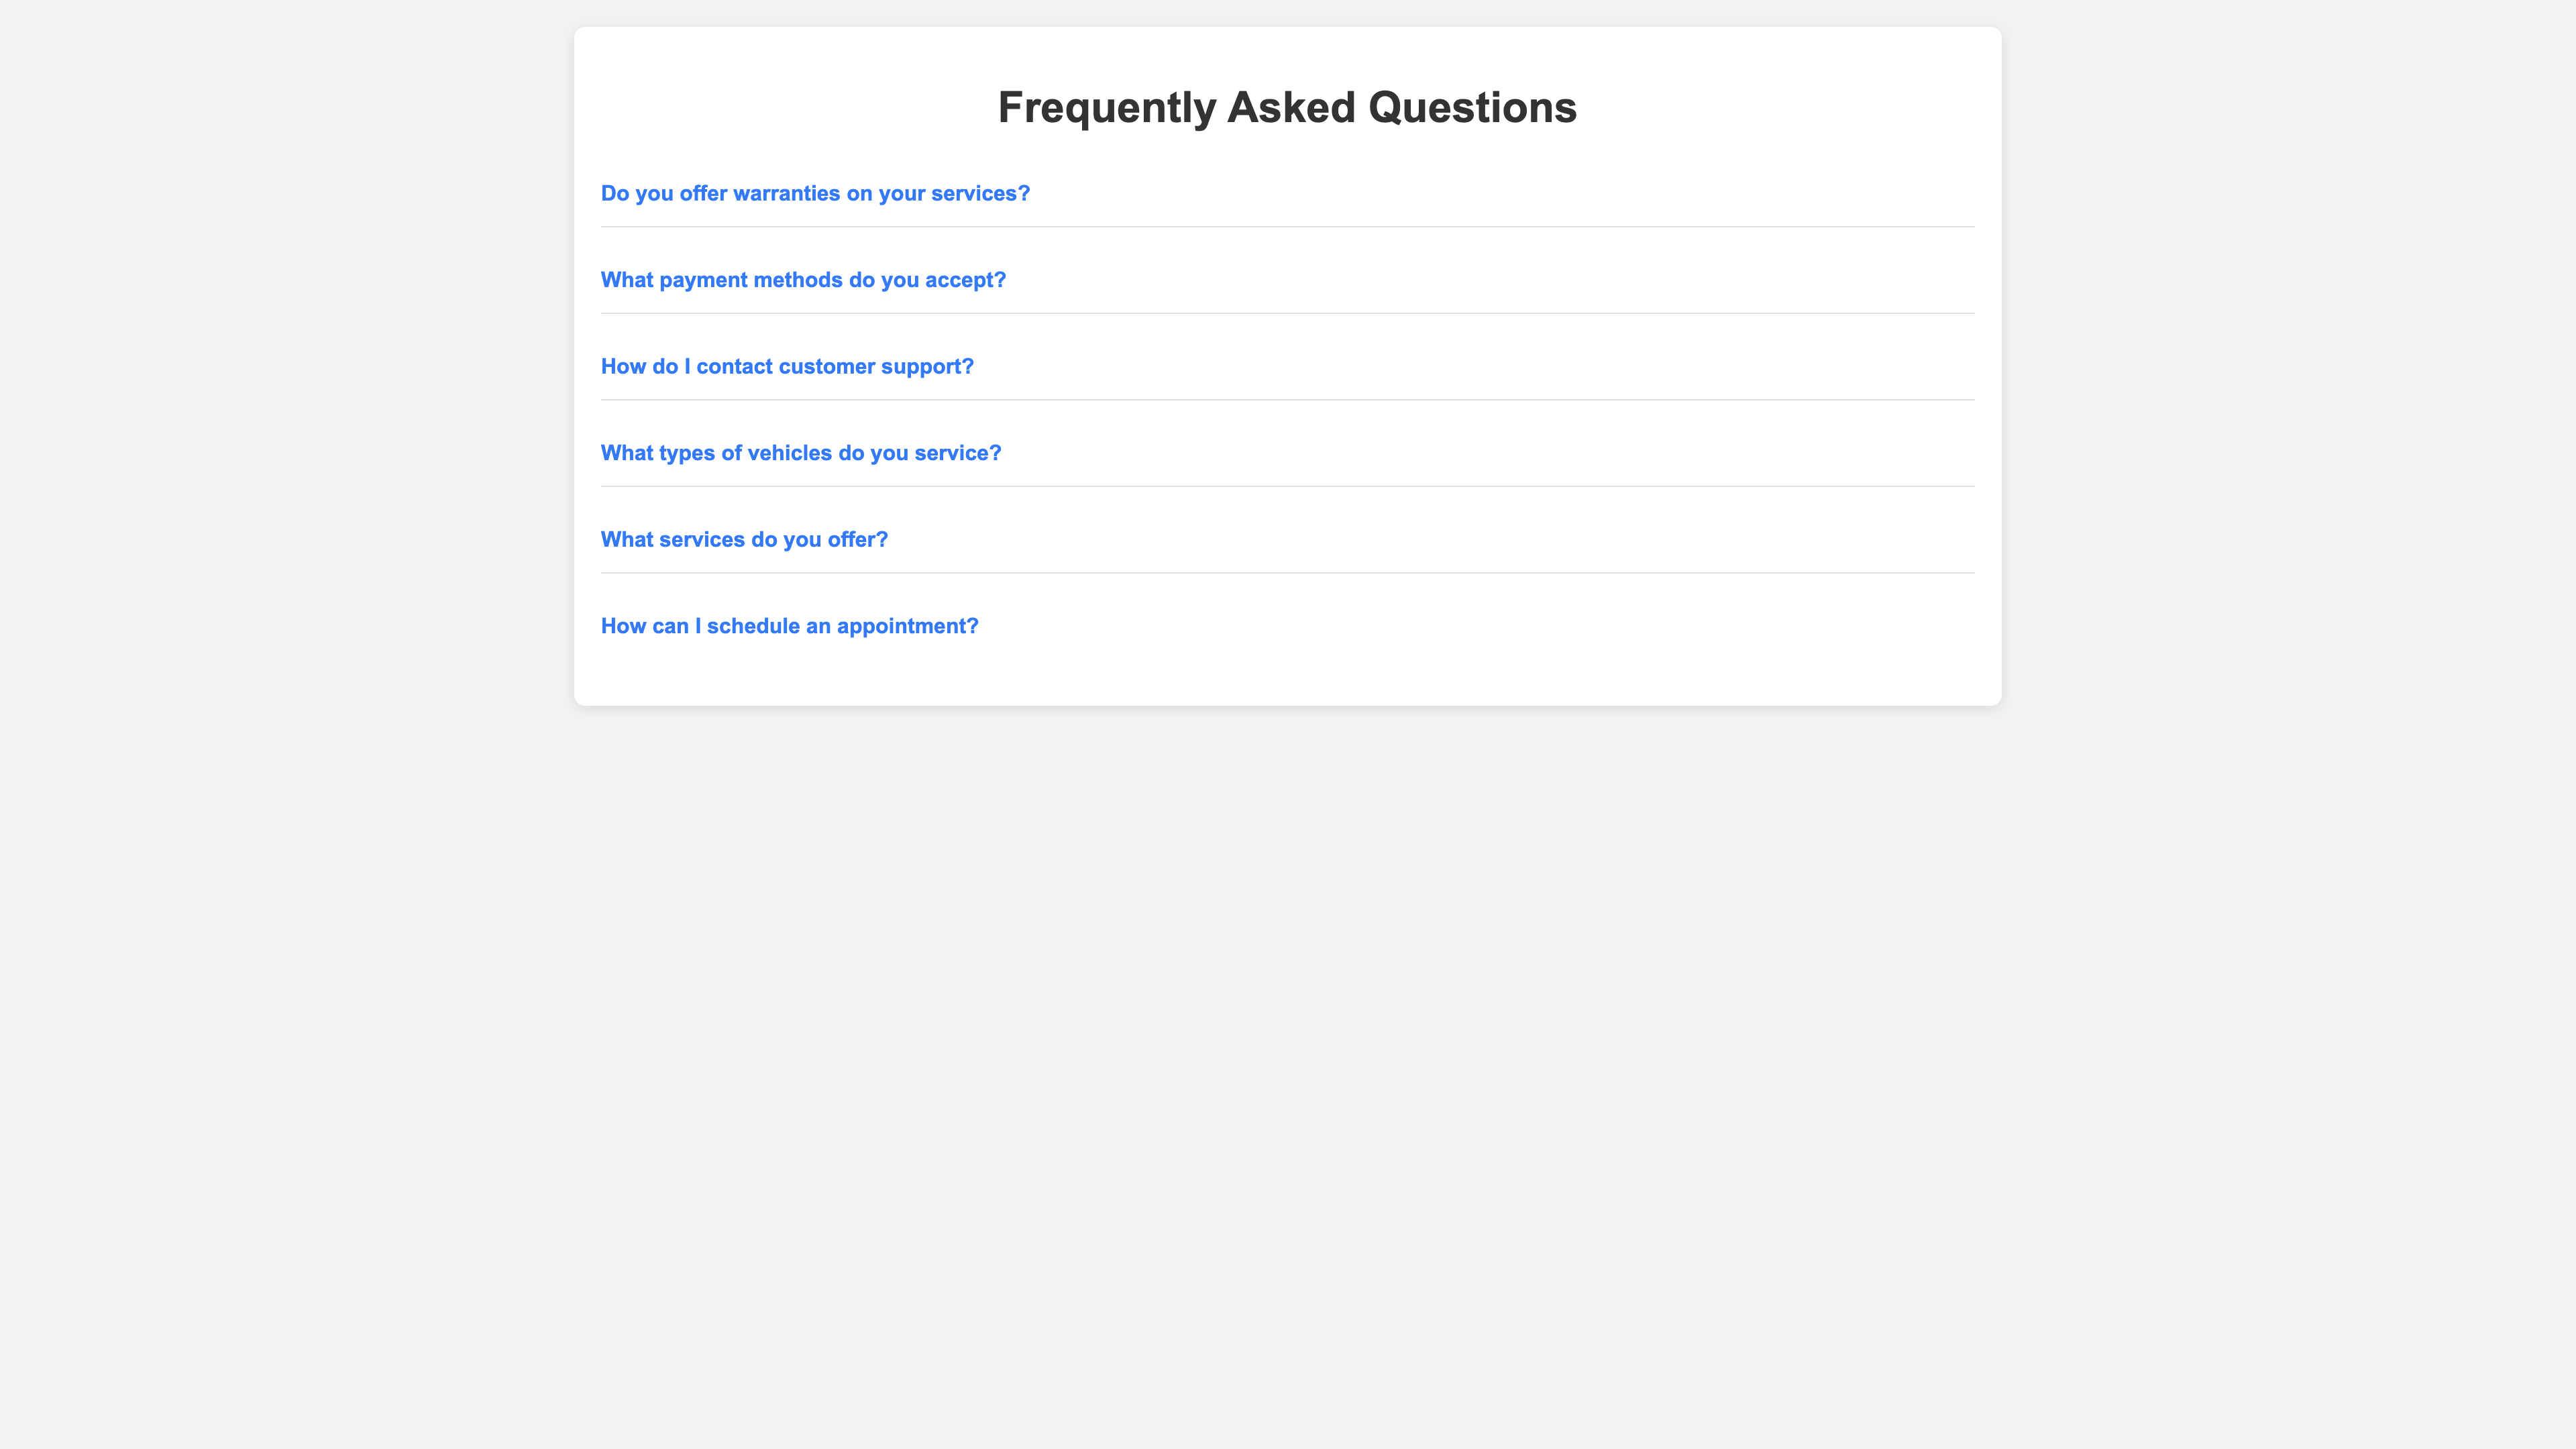 Frequently Asked Questions
Do you offer warranties on your services?
What payment methods do you accept?
How do I contact customer support?
What types of vehicles do you service?
What services do you offer?
How can I schedule an appointment?